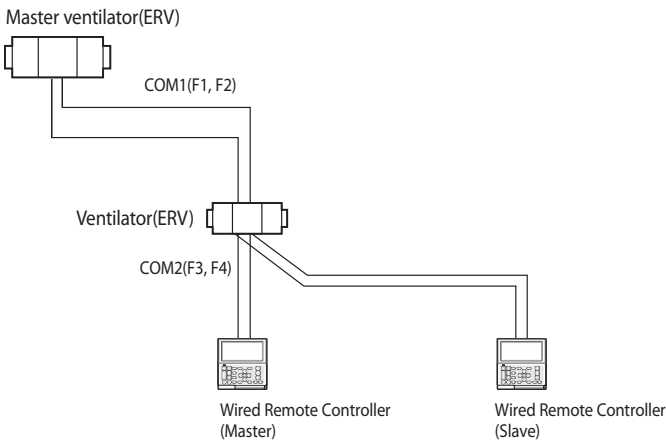 Master ventilator(ERV)
COM1(F1, F2)
Ventilator(ERV)
COM2(F3, F4)
Wired Remote Controller
(Master)
Wired Remote Controller
(Slave)